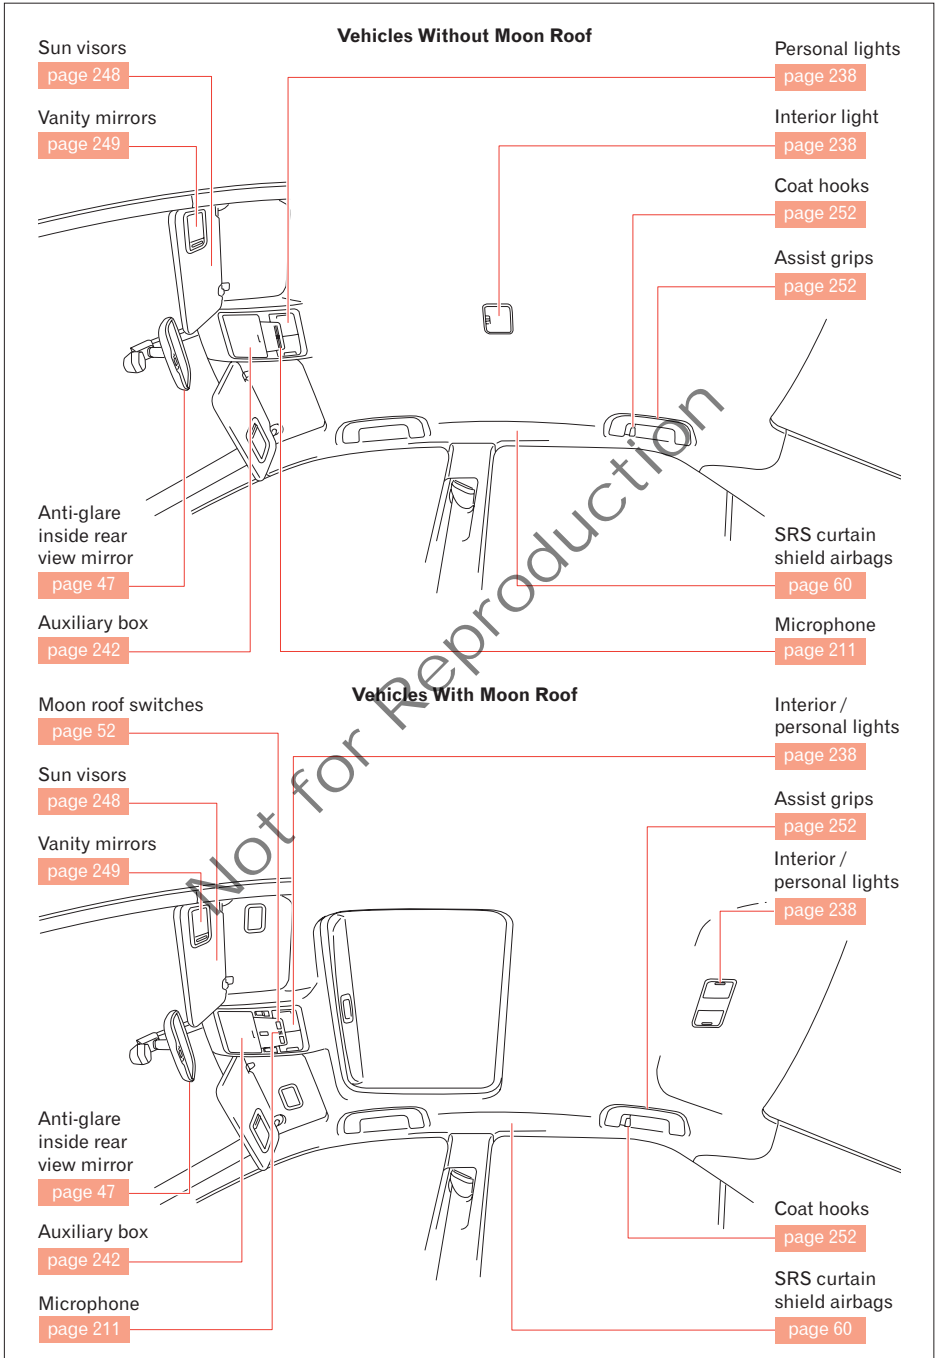 Vehicles Without Moon Roof
Sun visors
page 248
Vanity mirrors
page 249
Personal lights
page 238
Interior light
page 238
Coat hooks
page 252
Assist grips
page 252
Anti-glare
inside rear
view mirror
page 47
Auxiliary box
page 242
SRS curtain
shield airbags
page 60
Microphone
page 211
Not for Reproduction
Vehicles With Moon Roof
Moon roof switches
page 52
Sun visors
page 248
Vanity mirrors
page 249
Interior /
personal lights
page 238
Assist grips
page 252
Interior /
personal lights
page 238
Anti-glare
inside rear
view mirror
page 47
Auxiliary box
page 242
Microphone
page 211
Coat hooks
page 252
SRS curtain
shield airbags
page 60